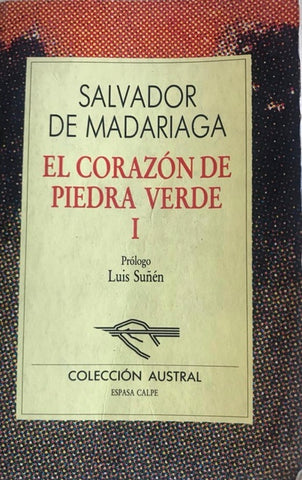 SALVADOR
DE MADARIAGA
EL CORAZÓN DE
PIEDRA VERDE
I
Prólogo
Luis Suñén
COLECCIÓN AUSTRAL
ESPASA CALPE